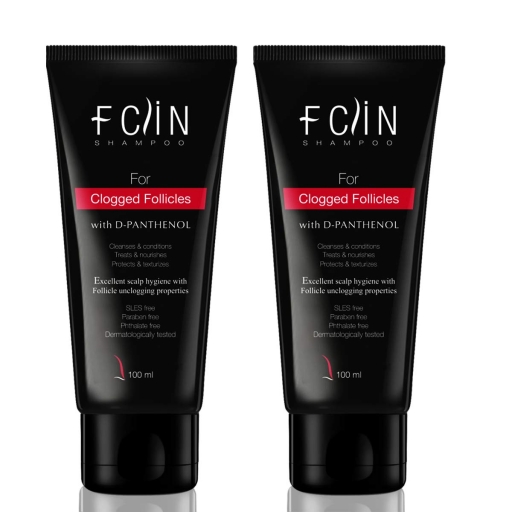 FCliN
SHAMPOO
For
Clogged Follicles
with D-PANTHENOL
Cleanses & conditions
Treats & nourishes
Protects & texturizes
Excellent scalp hygiene with
Follicle unclogging properties
SLES free
Paraben free
Phthalate free
Dermatologically tested
100 ml
FCliN
SHAMPOO
For
Clogged Follicles
with D-PANTHENOL
Cleanses & conditions
Treats & nourishes
Protects & texturizes
Excellent scalp hygiene with
Follicle unclogging properties
SLES free
Paraben free
Phthalate free
Dermatologically tested
100 ml